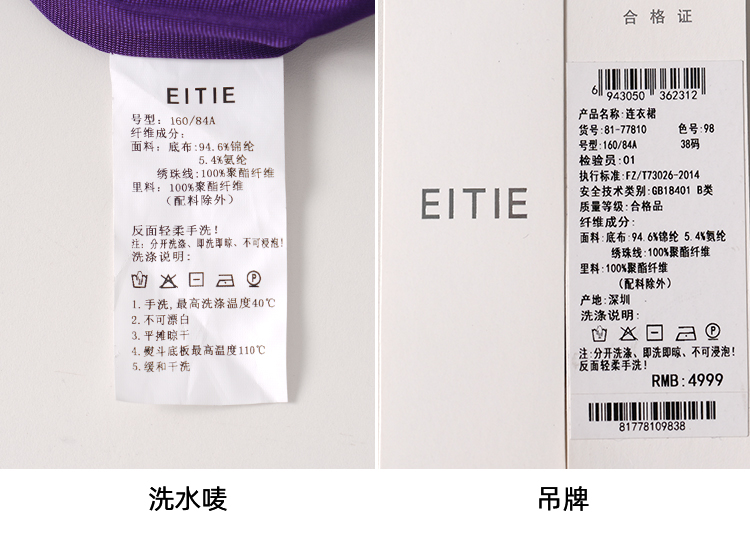 EITIE
号型: 160/84A
纤维成分:
面料: 底布:94.6%锦纶
5.4%氨纶
绣珠线:100%聚酯纤维
里料: 100%聚酯纤维
(配料除外)
反面轻柔手洗!
注: 分开洗涤、即洗即晾、不可浸泡!
洗涤说明:
1.手洗,最高洗涤温度40℃
2.不可漂白
3.平摊晾干
4.熨斗底板最高温度110℃
5.缓和干洗
洗水唛
EITIE
合格证
6 943050 362312
产品名称:连衣裙
货号:81-77810 色号:98
号型:160/84A 38码
检验员:01
执行标准:FZ/T73026-2014
安全技术类别:GB18401 B类
质量等级:合格品
纤维成分:
面料: 底布: 94.6%锦纶 5.4%氨纶
绣珠线:100%聚酯纤维
里料:100%聚酯纤维
(配料除外)
产地:深圳
洗涤说明:
注:分开洗涤、即洗即晾、不可浸泡!
反面轻柔手洗!
RMB:4999
81778109838
吊牌